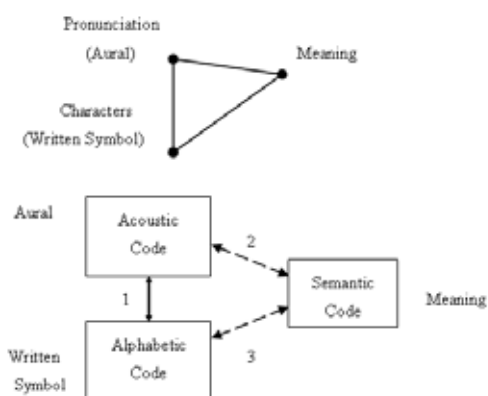 Pronunciation
(Aural)
Meaning
Characters
(Written Symbol)
Aural
Acoustic
Code
2
1
Semantic
Code
Meaning
Written
Symbol
Alphabetic
Code
3